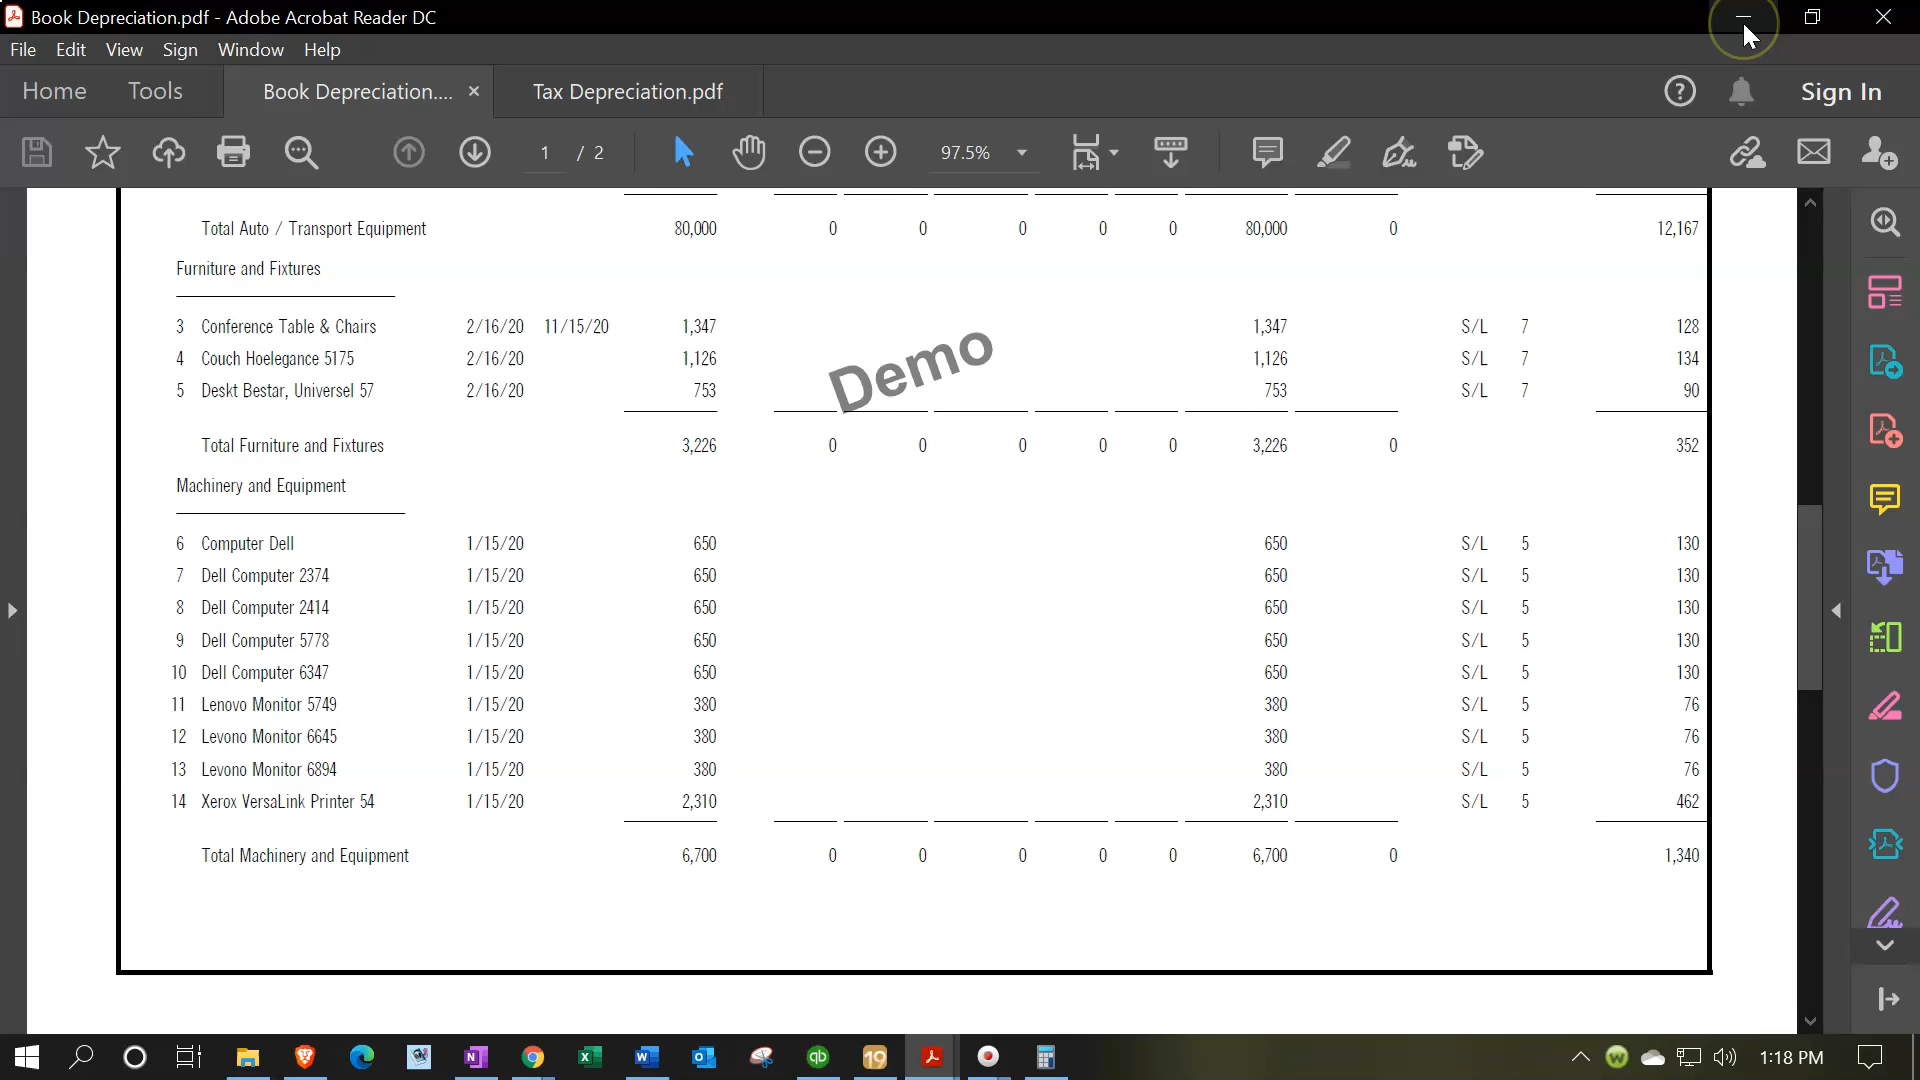 Book Depreciation.pdf - Adobe Acrobat Reader DC
File Edit View Sign Window Help
Home Tools Book Depreciation.... × Tax Depreciation.pdf Sign In
1 / 2 97.5%
Total Auto / Transport Equipment 80,000 0 0 0 0 0 80,000 0 12,167
Furniture and Fixtures
3 Conference Table & Chairs 2/16/20 11/15/20 1,347 1,347 S/L 7 128
4 Couch Hoelegance 5175 2/16/20 1,126 1,126 S/L 7 134
5 Deskt Bestar, Universel 57 2/16/20 753 753 S/L 7 90
Demo
Total Furniture and Fixtures 3,226 0 0 0 0 0 3,226 0 352
Machinery and Equipment
6 Computer Dell 1/15/20 650 650 S/L 5 130
7 Dell Computer 2374 1/15/20 650 650 S/L 5 130
8 Dell Computer 2414 1/15/20 650 650 S/L 5 130
9 Dell Computer 5778 1/15/20 650 650 S/L 5 130
10 Dell Computer 6347 1/15/20 650 650 S/L 5 130
11 Lenovo Monitor 5749 1/15/20 380 380 S/L 5 76
12 Levono Monitor 6645 1/15/20 380 380 S/L 5 76
13 Levono Monitor 6894 1/15/20 380 380 S/L 5 76
14 Xerox VersaLink Printer 54 1/15/20 2,310 2,310 S/L 5 462
Total Machinery and Equipment 6,700 0 0 0 0 0 6,700 0 1,340
1:18 PM